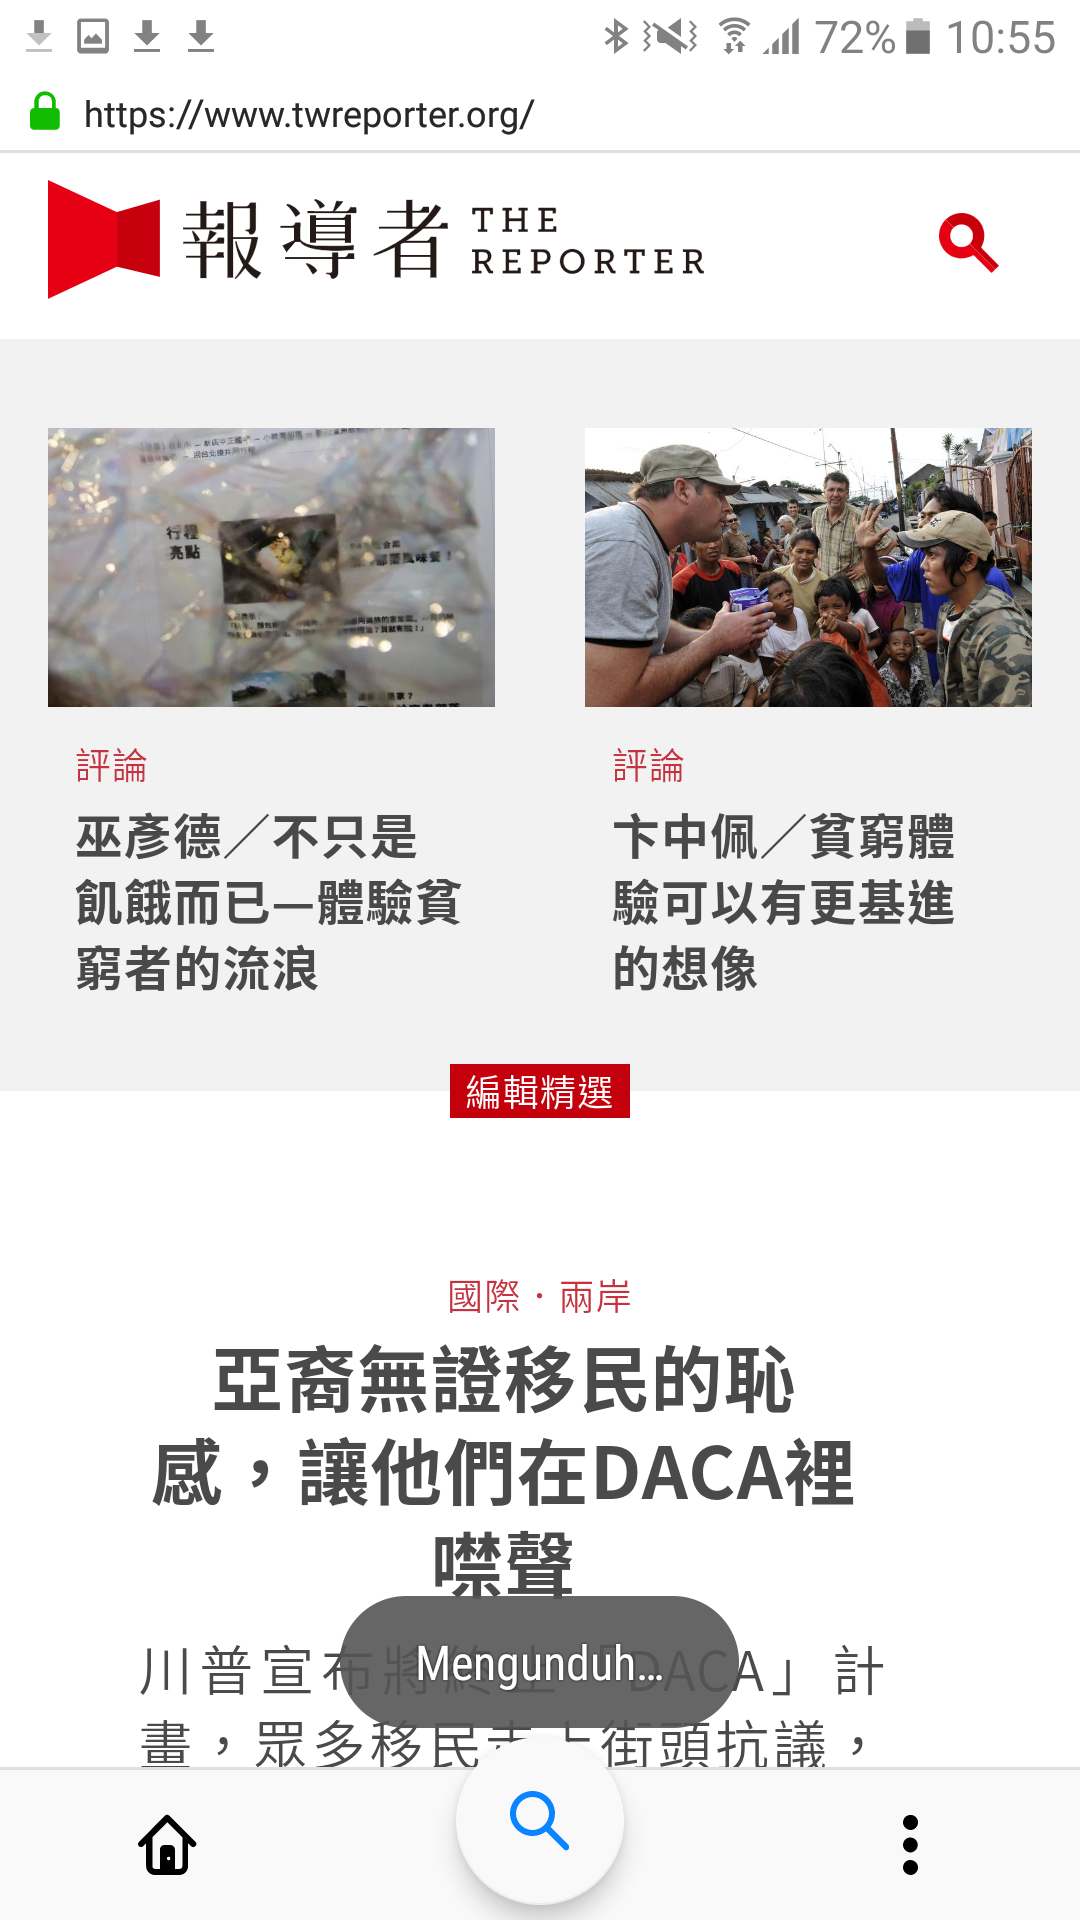 72% 10:55
https://www.twreporter.org/
報導者 THE
REPORTER
行程
亮點
評論
巫彥德／不只是
飢餓而已—體驗貧
窮者的流浪
評論
卞中佩／貧窮體
驗可以有更基進
的想像
編輯精選
國際・兩岸
亞裔無證移民的恥
感，讓他們在DACA裡
噤聲
川普宣布將終止「DACA」計
Mengunduh...
畫，眾多移民走上街頭抗議，